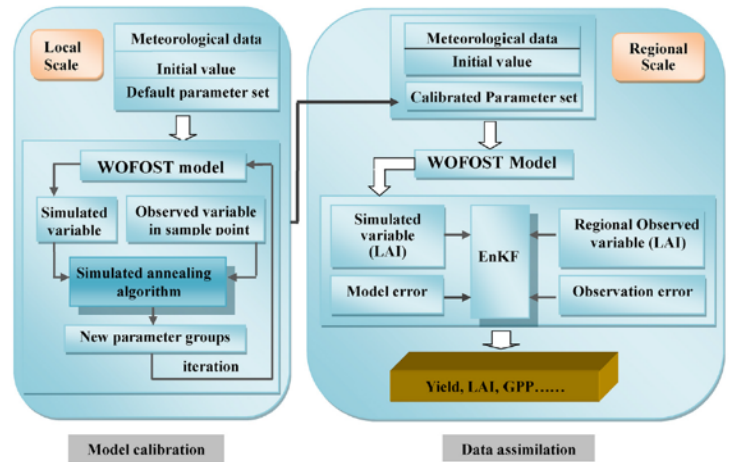 Local
Scale
Meteorological data
Initial value
Default parameter set
WOFOST model
Simulated
variable
Observed variable
in sample point
Simulated annealing
algorithm
New parameter groups
iteration
Model calibration
Meteorological data
Initial value
Regional
Scale
Calibrated Parameter set
WOFOST Model
Simulated
variable
(LAI)
EnKF
Regional Observed
variable (LAI)
Model error
Observation error
Yield, LAI, GPP……
Data assimilation